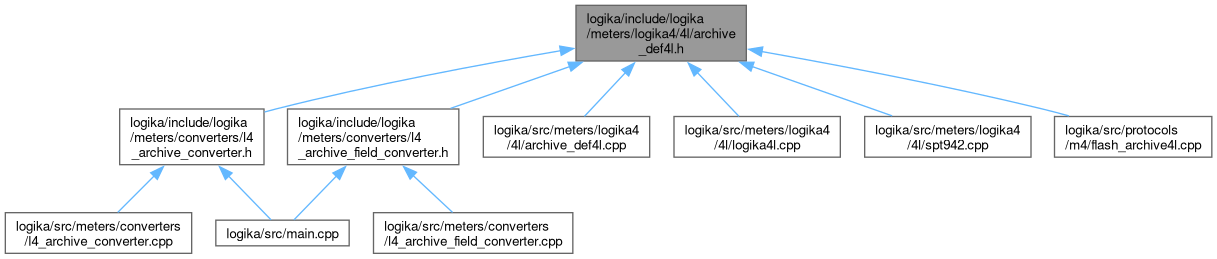 logika/include/logika
/meters/logika4/4l/archive
_def4l.h
logika/include/logika
/meters/converters/l4
_archive_converter.h
logika/include/logika
/meters/converters/l4
_archive_field_converter.h
logika/src/meters/logika4
/4l/archive_def4l.cpp
logika/src/meters/logika4
/4l/logika4l.cpp
logika/src/meters/logika4
/4l/spt942.cpp
logika/src/protocols
/m4/flash_archive4l.cpp
logika/src/meters/converters
/l4_archive_converter.cpp
logika/src/main.cpp
logika/src/meters/converters
/l4_archive_field_converter.cpp